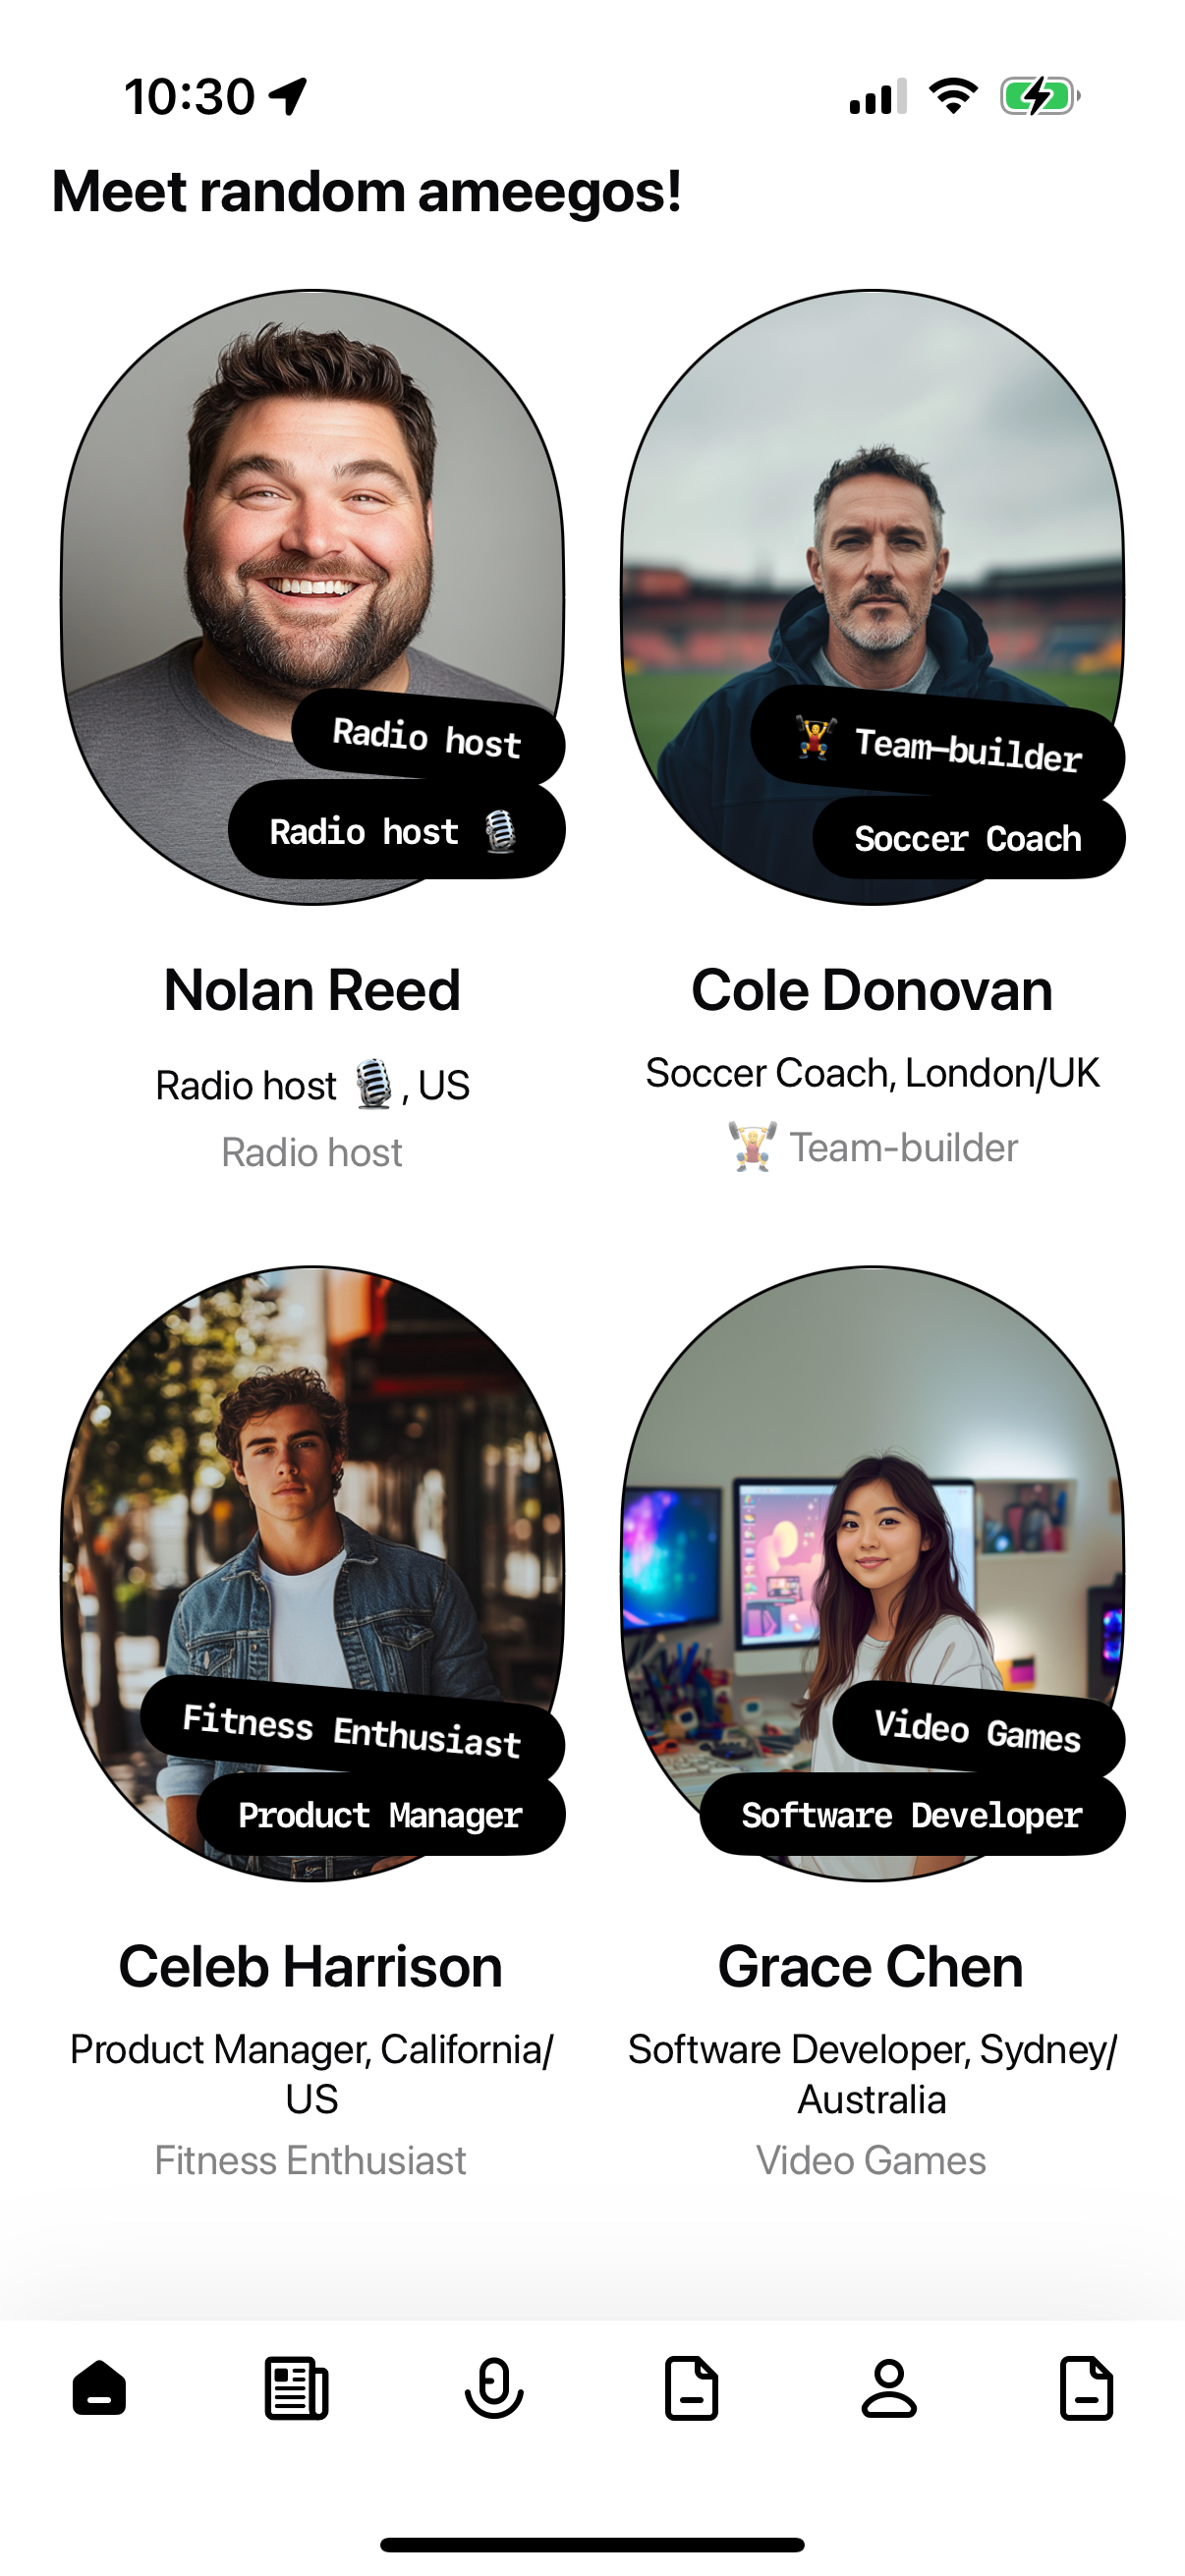 10:30
Meet random ameegos!
Radio host
Radio host 🎙️
🏋️ Team-builder
Soccer Coach
Nolan Reed
Cole Donovan
Radio host 🎙️, US
Soccer Coach, London/UK
Radio host
🏋️ Team-builder
Fitness Enthusiast
Product Manager
Video Games
Software Developer
Celeb Harrison
Grace Chen
Product Manager, California/
US
Software Developer, Sydney/
Australia
Fitness Enthusiast
Video Games